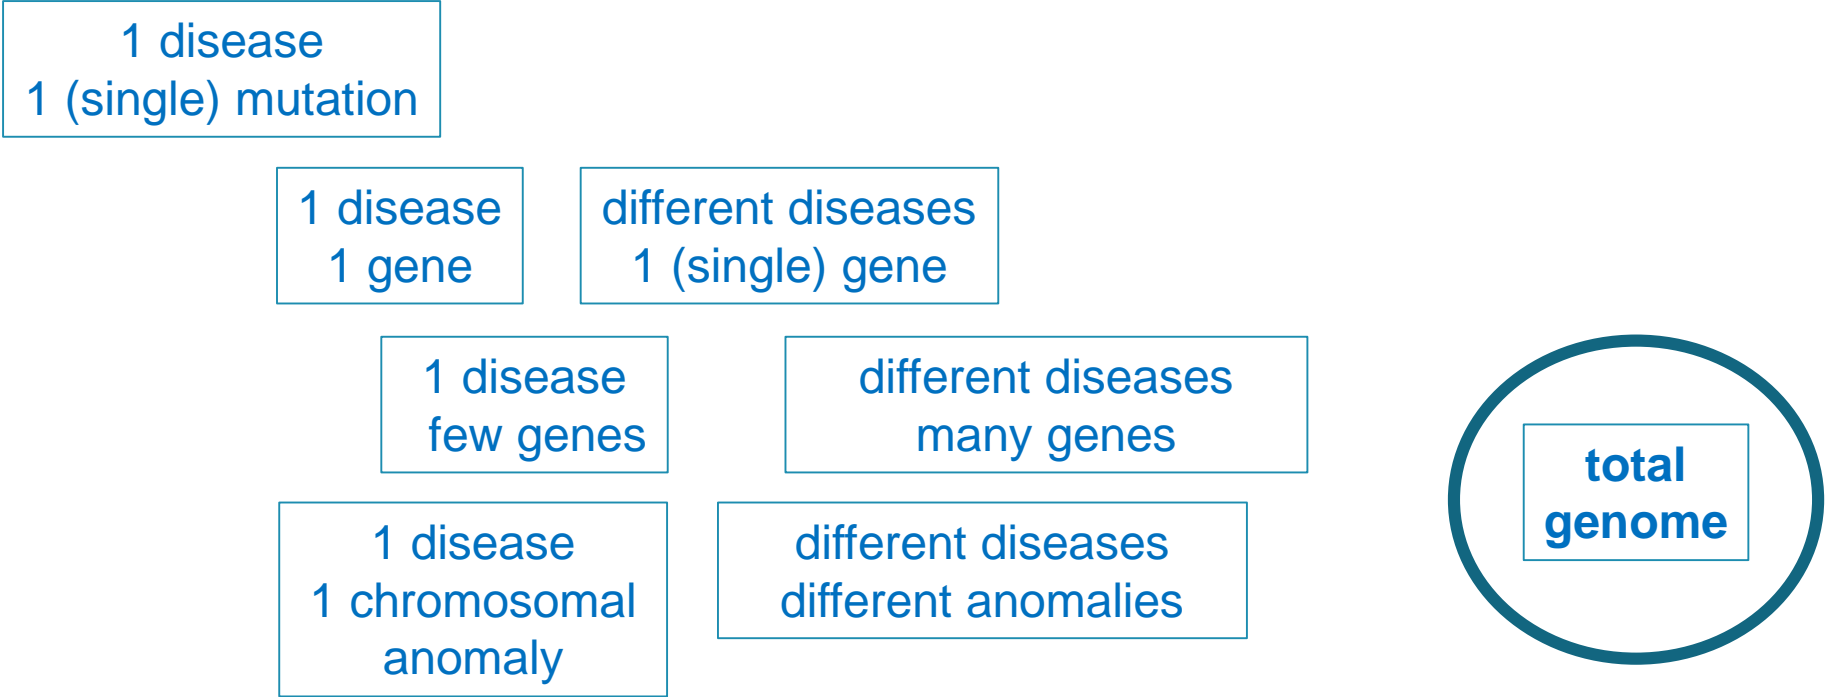 1 disease
1 (single) mutation
1 disease
1 gene
different diseases
1 (single) gene
1 disease
few genes
different diseases
many genes
1 disease
1 chromosomal
anomaly
different diseases
different anomalies
total
genome